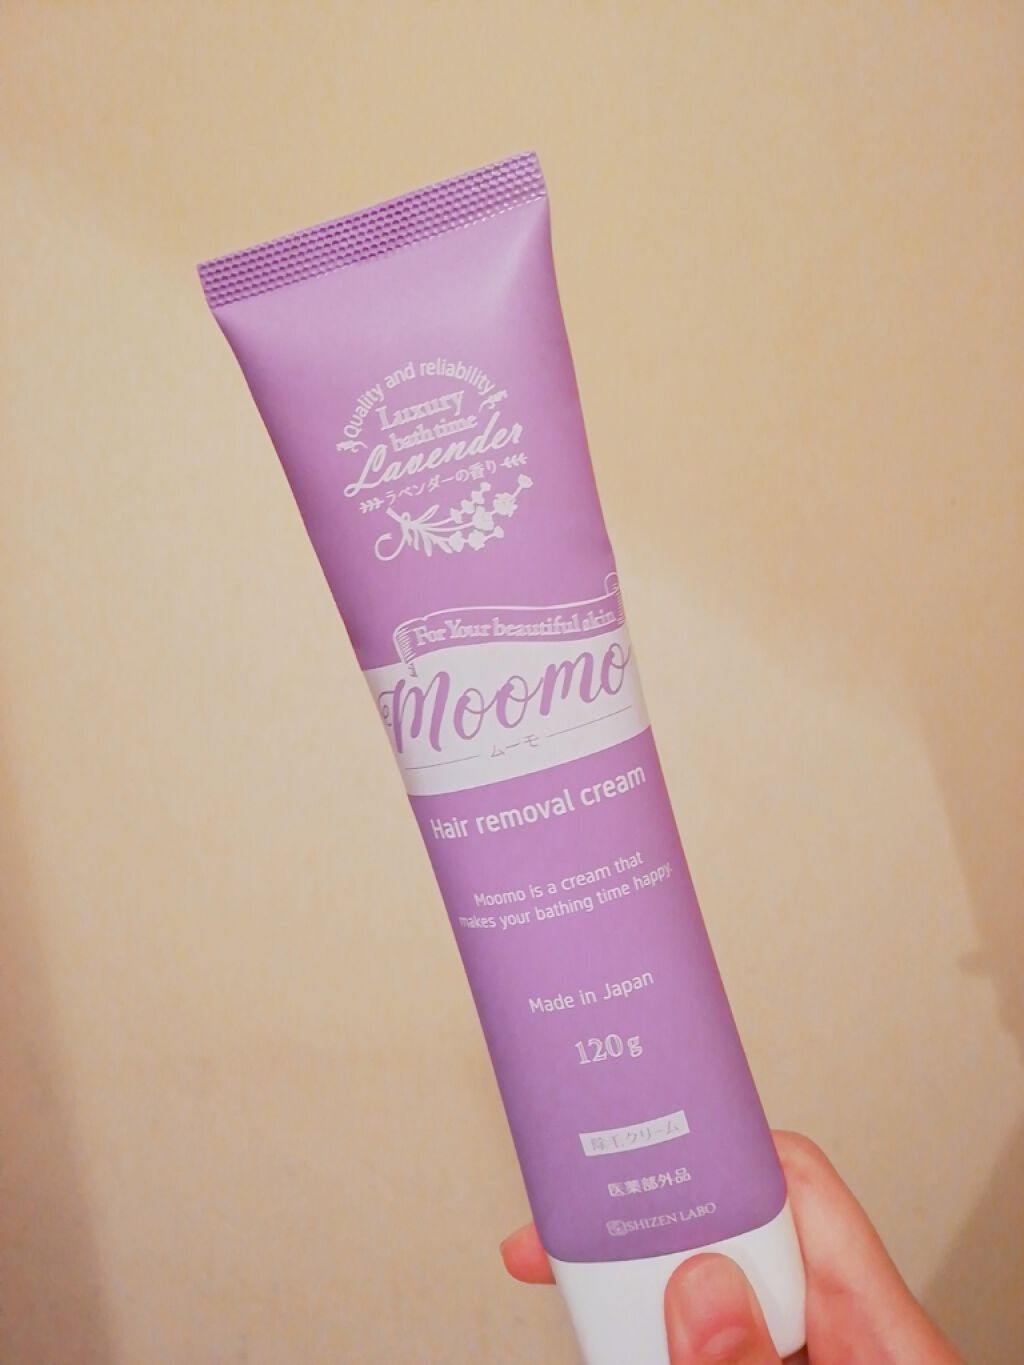 Quality and reliability
Luxury
bath time
Lavender
ラベンダーの香り
For Your beautiful skin
Moomo
ムーモ
Hair removal cream
Moomo is a cream that
makes your bathing time happy.
Made in Japan
120g
除毛クリーム
医薬部外品
SHIZEN LABO